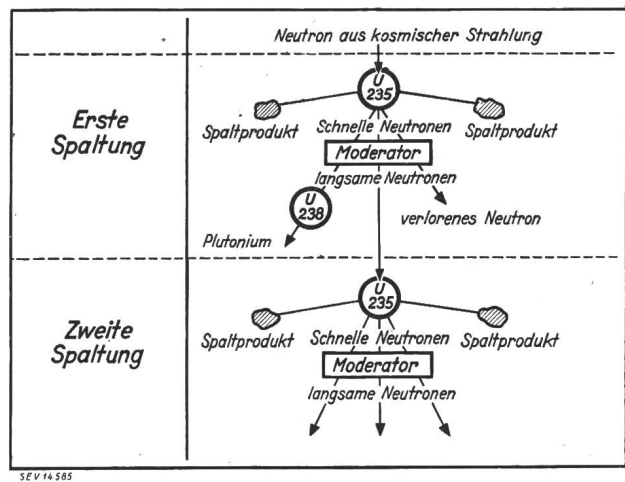 Neutron aus kosmischer Strahlung
Erste
Spaltung
U
235
Spaltprodukt
Schnelle Neutronen
Spaltprodukt
Moderator
langsame Neutronen
U
238
verlorenes Neutron
Plutonium
Zweite
Spaltung
U
235
Spaltprodukt
Schnelle Neutronen
Spaltprodukt
Moderator
langsame Neutronen
SEV 14585